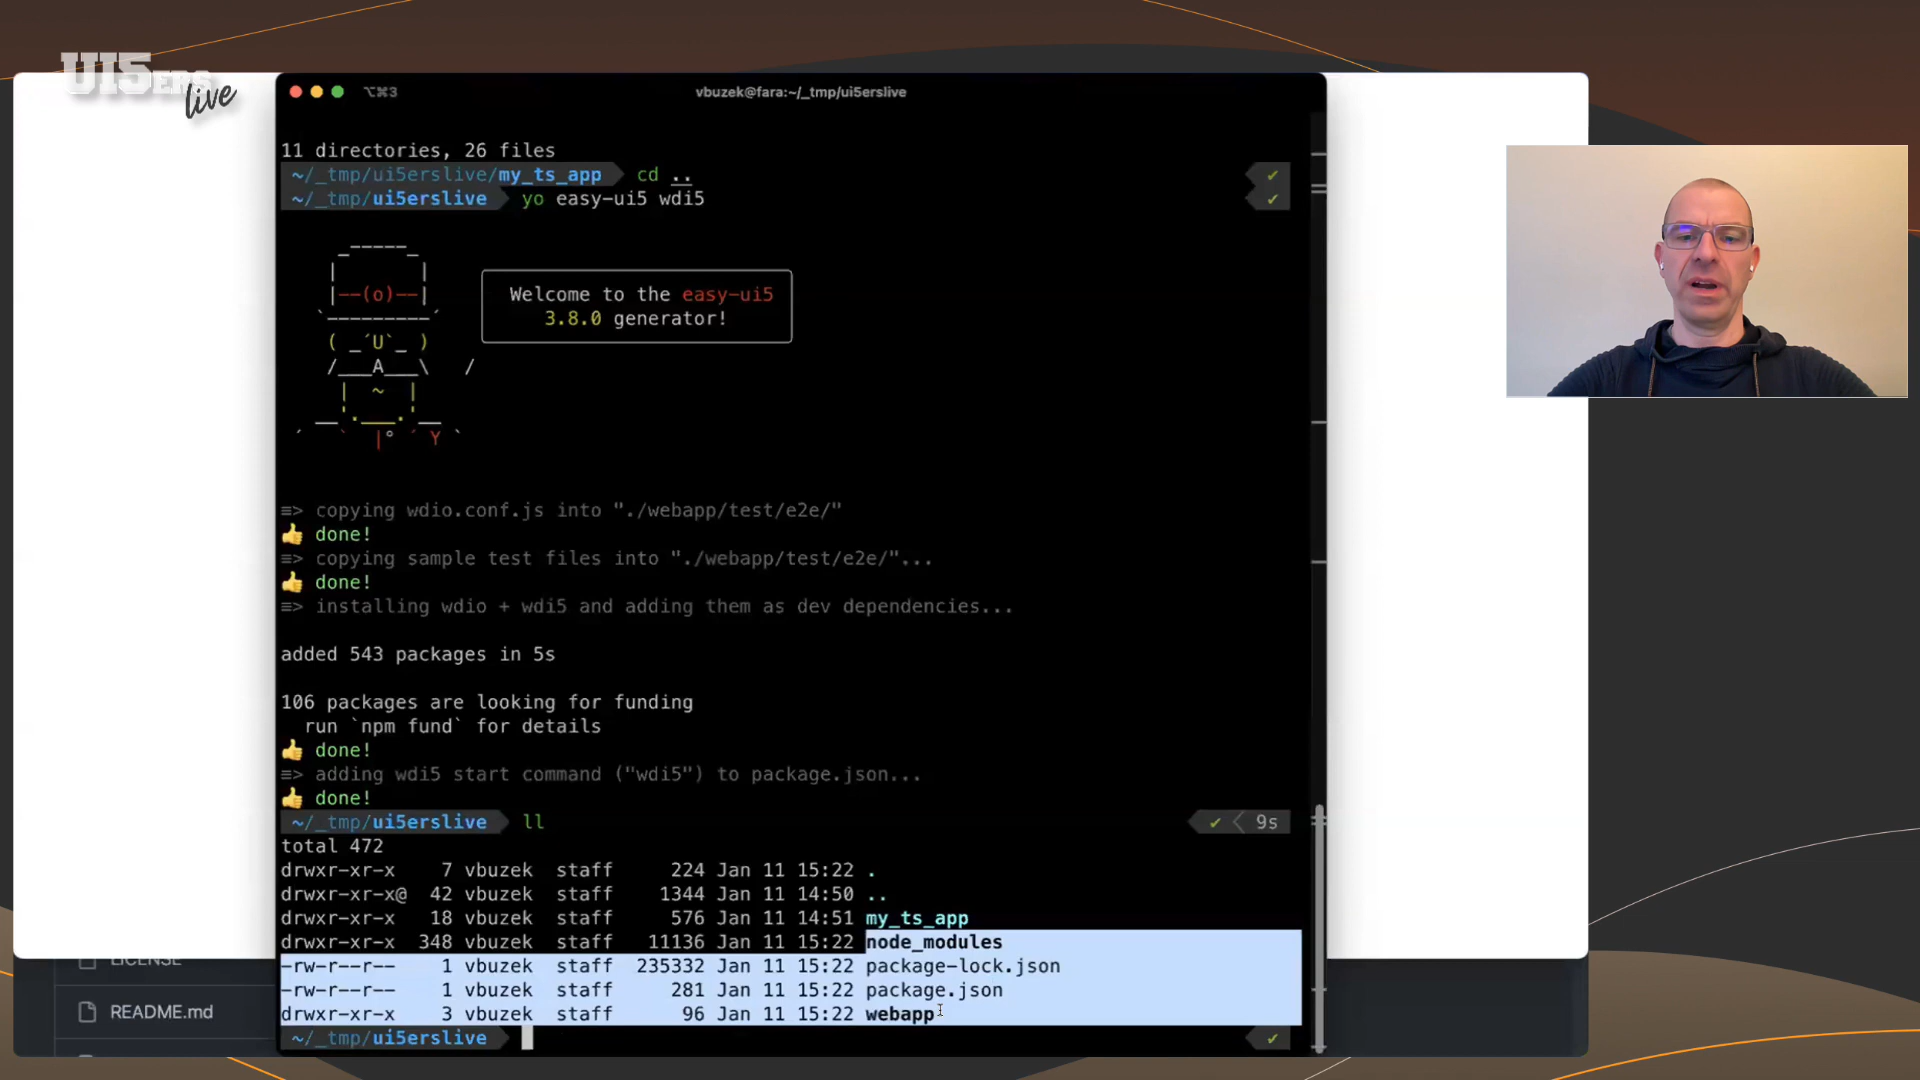 UI5ERS live
⌥⌘3
vbuzek@fara:~/_tmp/ui5erslive
11 directories, 26 files
~/_tmp/ui5erslive/my_ts_app cd ..
~/_tmp/ui5erslive yo easy-ui5 wdi5
Welcome to the easy-ui5
3.8.0 generator!
=> copying wdio.conf.js into "./webapp/test/e2e/"
👍 done!
=> copying sample test files into "./webapp/test/e2e/"...
👍 done!
=> installing wdio + wdi5 and adding them as dev dependencies...
added 543 packages in 5s
106 packages are looking for funding
run `npm fund` for details
👍 done!
=> adding wdi5 start command ("wdi5") to package.json...
👍 done!
~/_tmp/ui5erslive ll ✔ 9s
total 472
drwxr-xr-x 7 vbuzek staff 224 Jan 11 15:22 .
drwxr-xr-x@ 42 vbuzek staff 1344 Jan 11 14:50 ..
drwxr-xr-x 18 vbuzek staff 576 Jan 11 14:51 my_ts_app
drwxr-xr-x 348 vbuzek staff 11136 Jan 11 15:22 node_modules
-rw-r--r-- 1 vbuzek staff 235332 Jan 11 15:22 package-lock.json
-rw-r--r-- 1 vbuzek staff 281 Jan 11 15:22 package.json
drwxr-xr-x 3 vbuzek staff 96 Jan 11 15:22 webapp
~/_tmp/ui5erslive
LICENSE
README.md